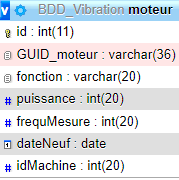 v BDD_Vibration moteur
id : int(11)
GUID_moteur : varchar(36)
fonction : varchar(20)
puissance : int(20)
frequMesure : int(20)
dateNeuf : date
idMachine : int(20)